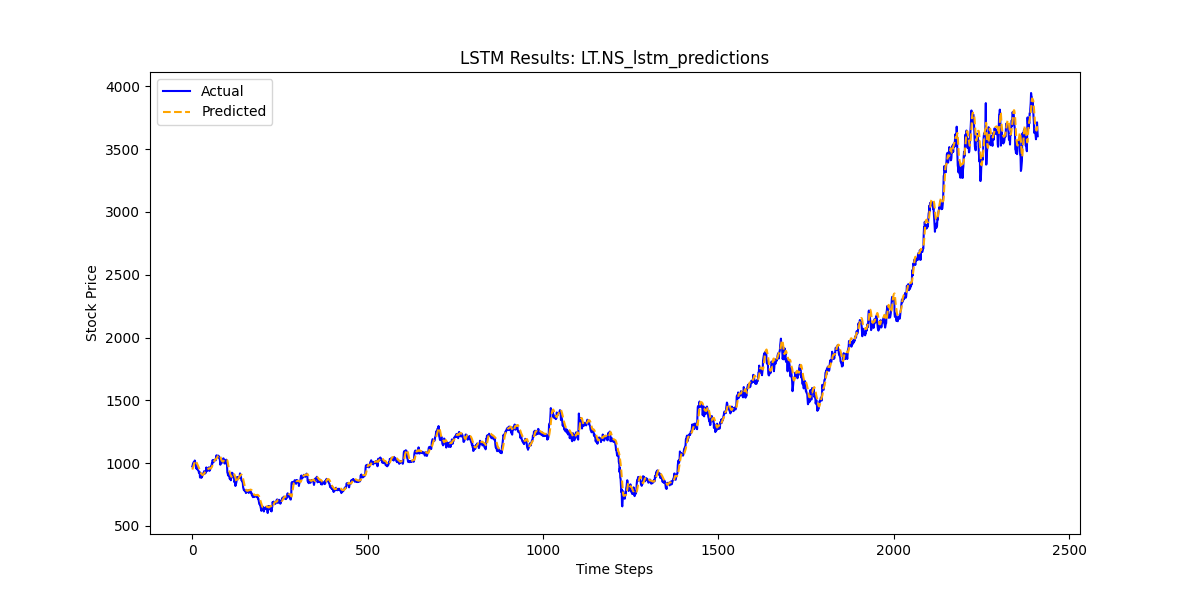 LSTM Results: LT.NS_lstm_predictions
Actual
Predicted
4000
3500
3000
2500
2000
1500
1000
500
Stock Price
0 500 1000 1500 2000 2500
Time Steps